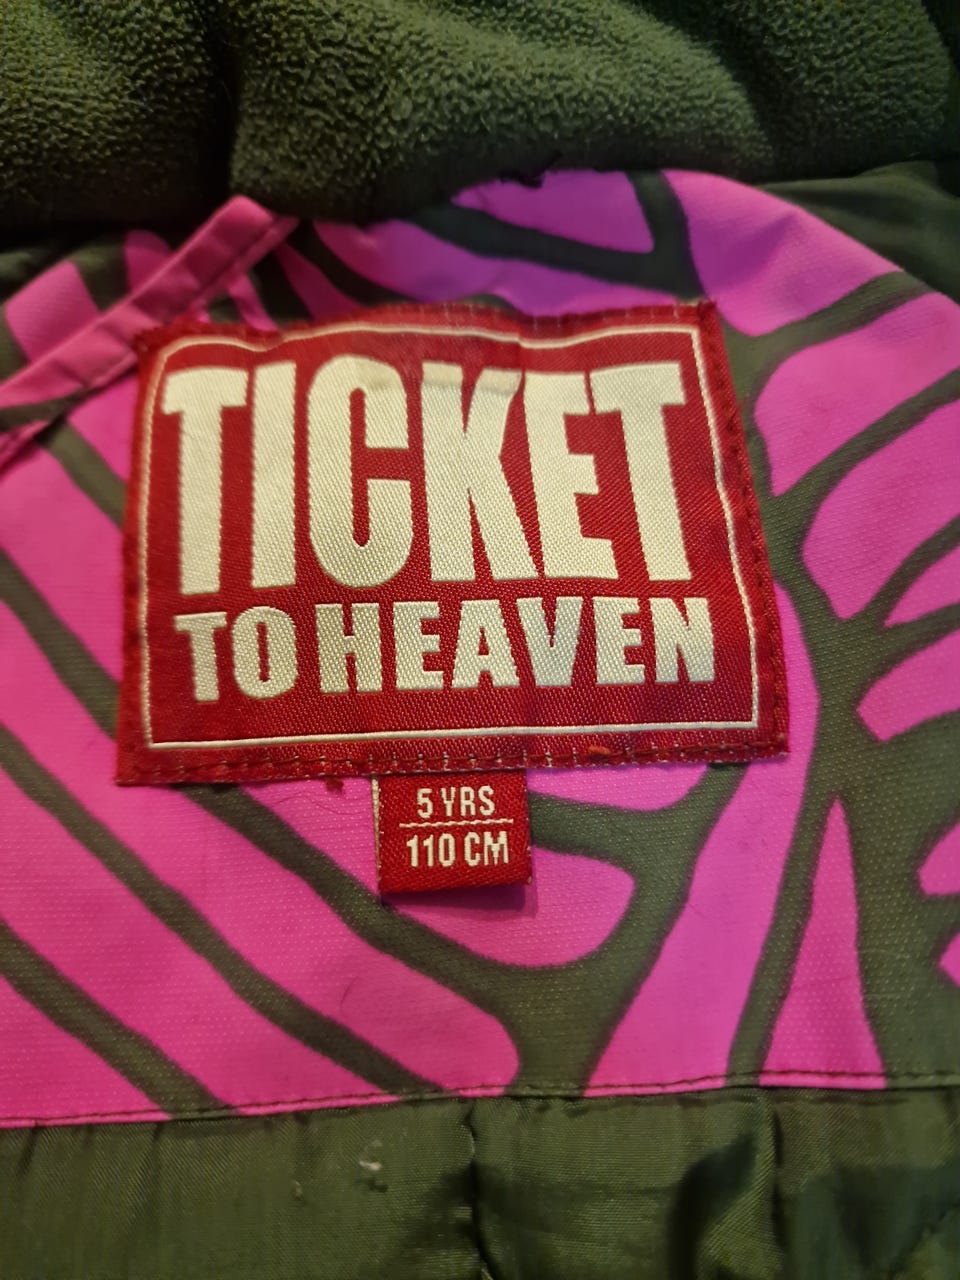 TICKET
TO HEAVEN
5 YRS
110 CM